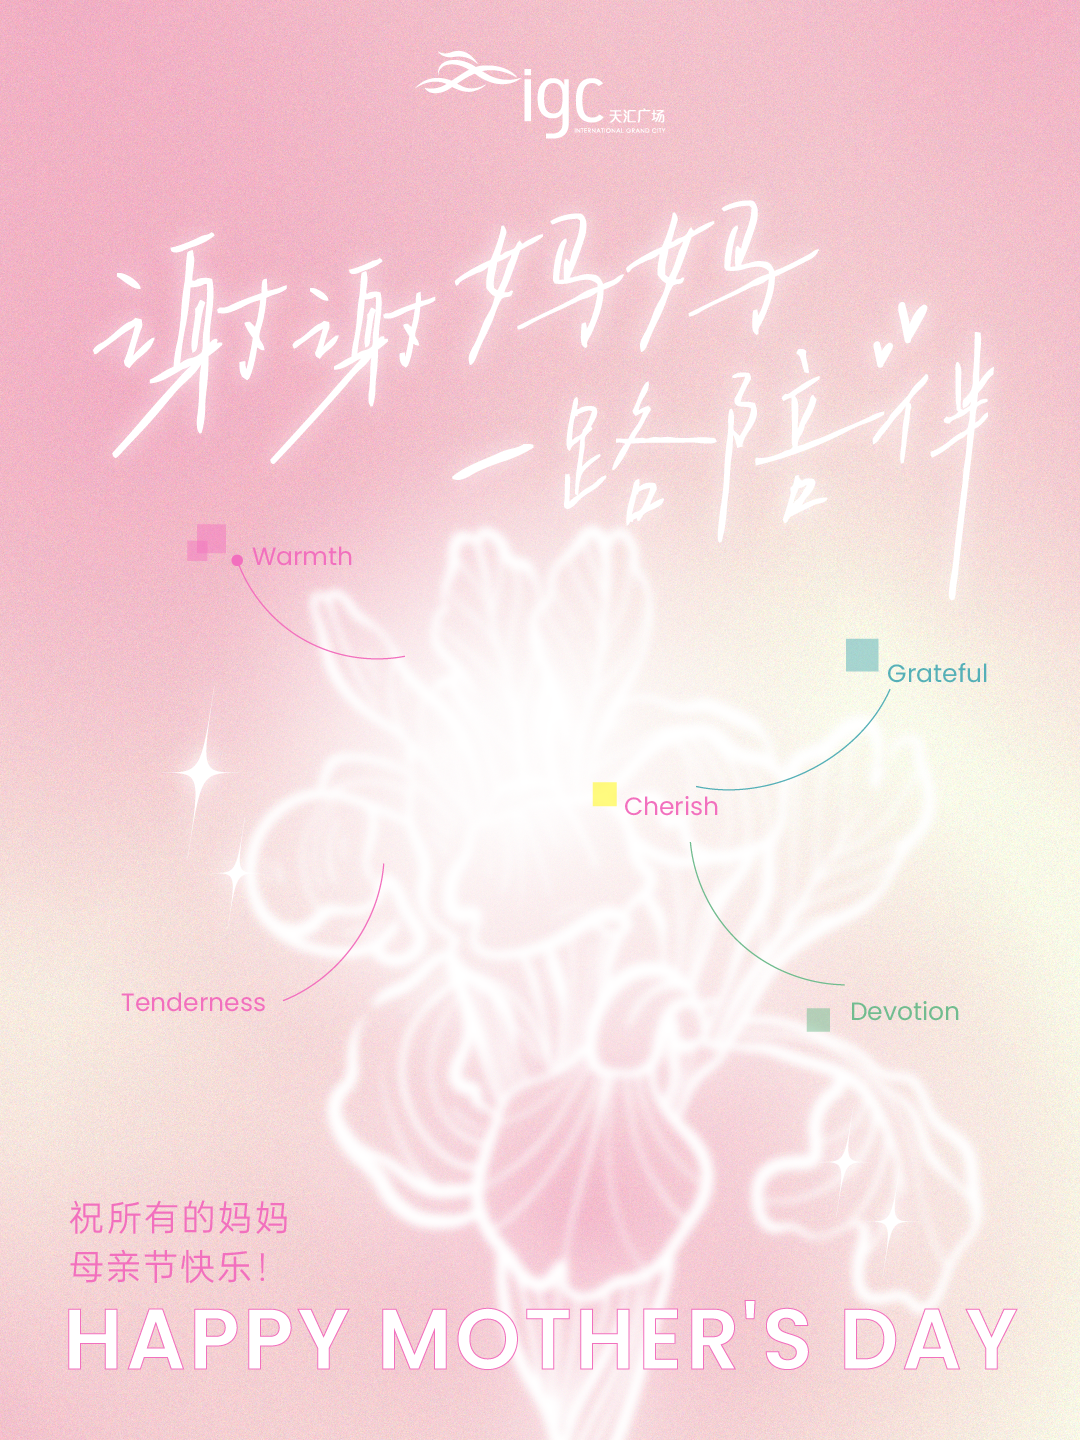 igc 天汇广场
INTERNATIONAL GRAND CITY
谢谢妈妈
一路陪伴
Warmth
Grateful
Cherish
Tenderness
Devotion
祝所有的妈妈
母亲节快乐！
HAPPY MOTHER'S DAY